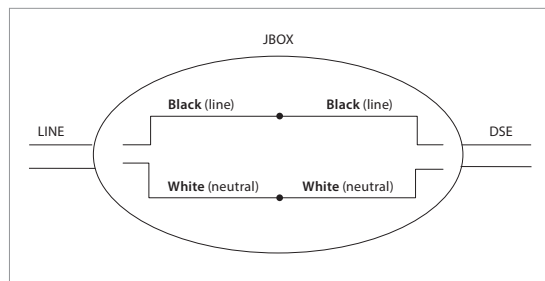 JBOX
Black (line) Black (line)
LINE DSE
White (neutral) White (neutral)